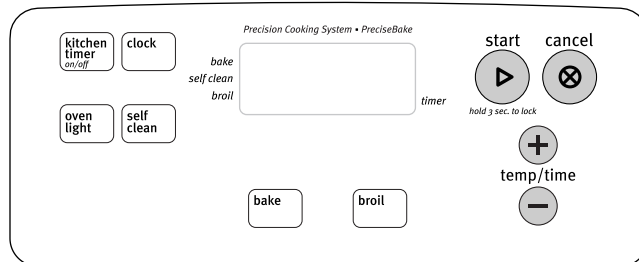 Precision Cooking System • PreciseBake
kitchen
timer
on/off
clock
bake
self clean
broil
timer
start
cancel
hold 3 sec. to lock
oven
light
self
clean
temp/time
bake
broil